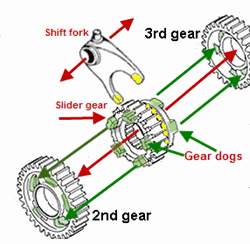 Shift fork
3rd gear
Slider gear
Gear dogs
2nd gear